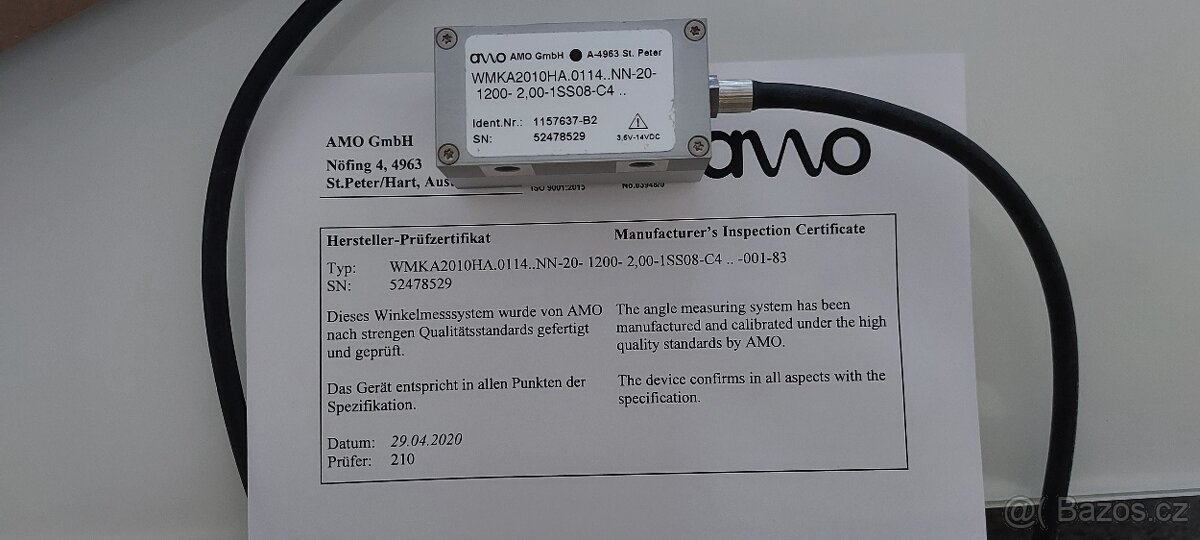 amo AMO GmbH A-4963 St. Peter
WMKA2010HA.0114..NN-20-
1200- 2,00-1SS08-C4 ..
Ident.Nr.: 1157637-B2
SN: 52478529
3,6V-14VDC
AMO GmbH
Nöfing 4, 4963
St.Peter/Hart,
ISO 9001:2015
amo
Hersteller-Prüfzertifikat
Manufacturer's Inspection Certificate
Typ: WMKA2010HA.0114..NN-20- 1200- 2,00-1SS08-C4 .. -001-83
SN: 52478529
Dieses Winkelmesssystem wurde von AMO
nach strengen Qualitätsstandards gefertigt
und geprüft.
The angle measuring system has been
manufactured and calibrated under the high
quality standards by AMO.
Das Gerät entspricht in allen Punkten der
Spezifikation.
The device confirms in all aspects with the
specification.
Datum: 29.04.2020
Prüfer: 210
@( Bazos.cz